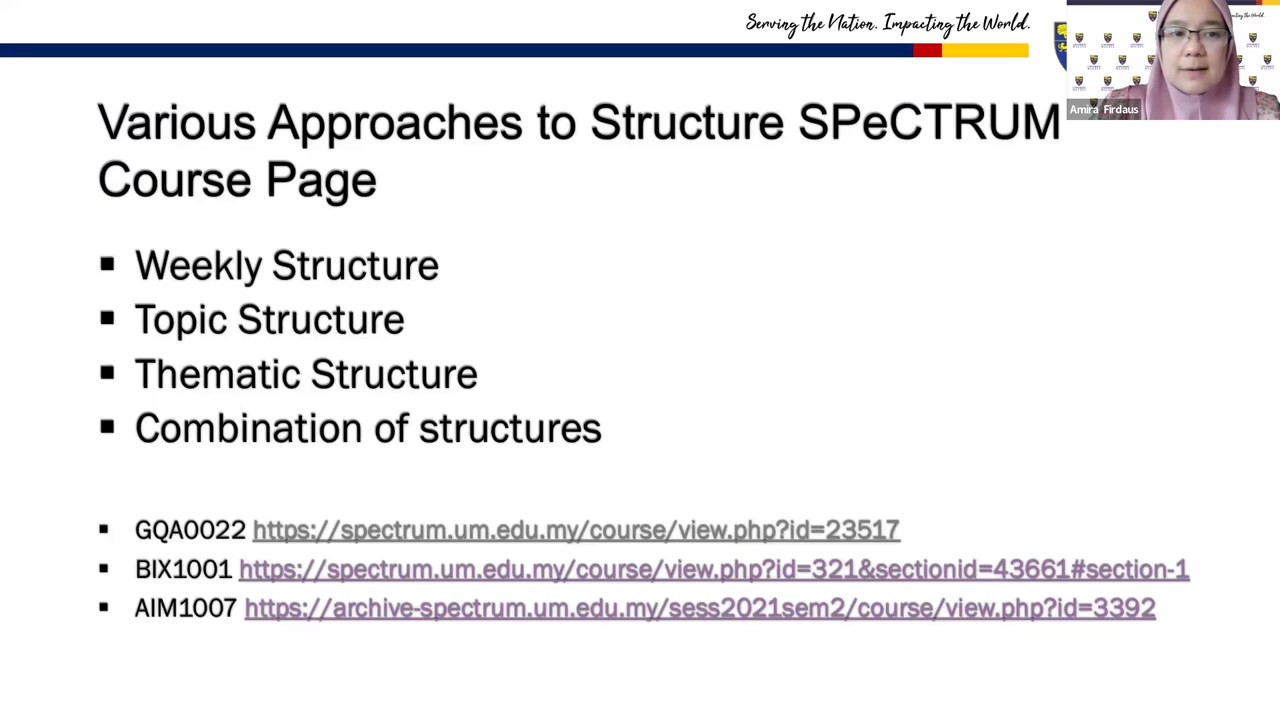 Serving the Nation. Impacting the World.
Amira Firdaus
Various Approaches to Structure SPeCTRUM
Course Page
▪ Weekly Structure
▪ Topic Structure
▪ Thematic Structure
▪ Combination of structures
▪ GQA0022 https://spectrum.um.edu.my/course/view.php?id=23517
▪ BIX1001 https://spectrum.um.edu.my/course/view.php?id=321&sectionid=43661#section-1
▪ AIM1007 https://archive-spectrum.um.edu.my/sess2021sem2/course/view.php?id=3392